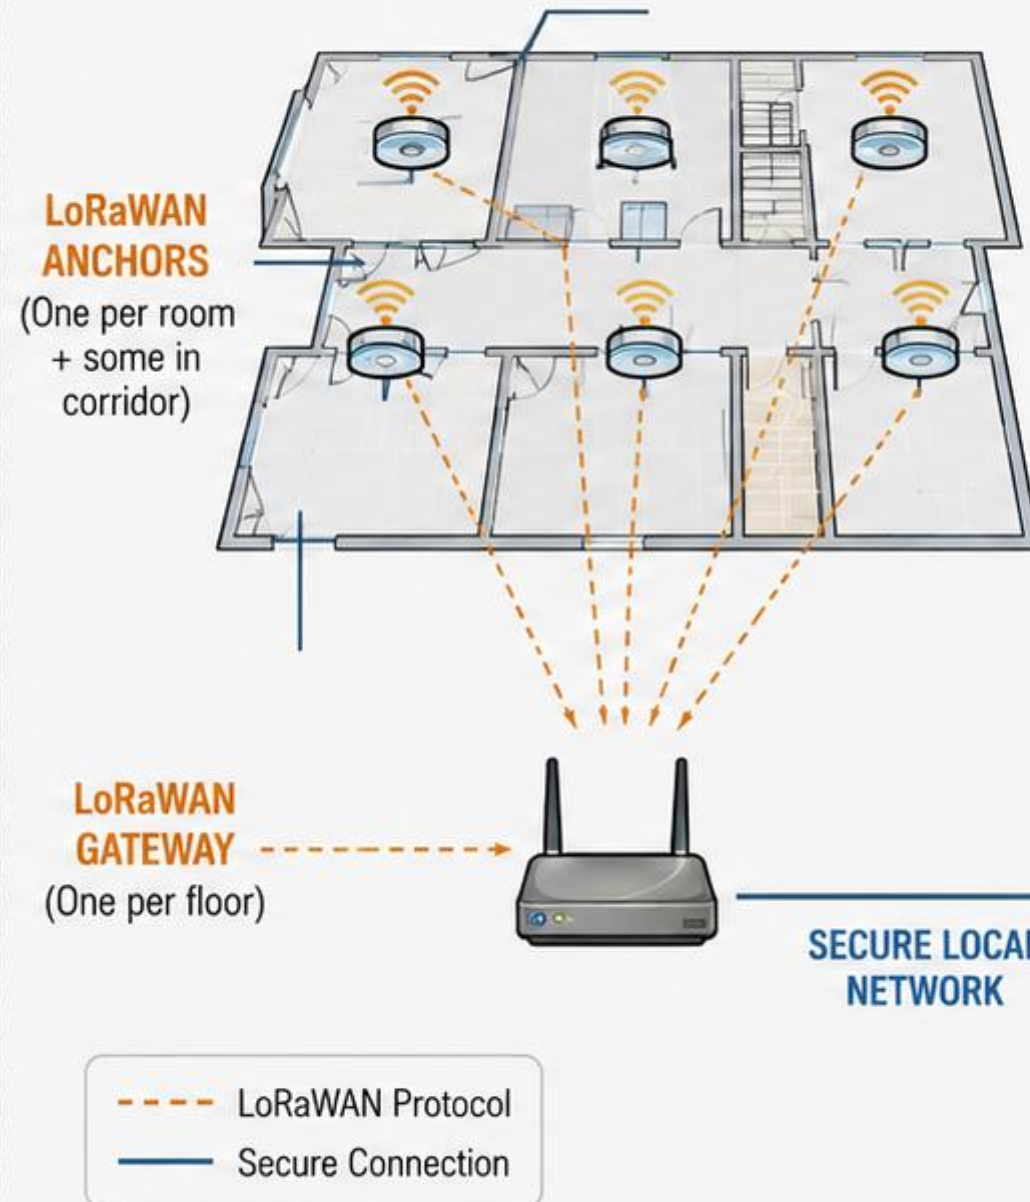 LoRaWAN
ANCHORS
(One per room
+ some in
corridor)
LoRaWAN
GATEWAY
(One per floor)
SECURE LOCAL
NETWORK
LoRaWAN Protocol
Secure Connection